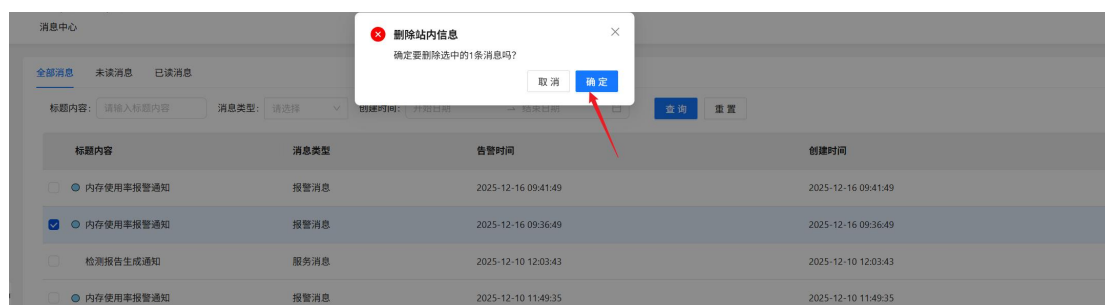 消息中心
删除站内信息
确定要删除选中的1条消息吗?
取 消 确 定
全部消息 未读消息 已读消息
标题内容: 请输入标题内容 消息类型: 请选择 创建时间: 开始日期 → 结束日期 查 询 重 置
标题内容 消息类型 告警时间 创建时间
内存使用率报警通知 报警消息 2025-12-16 09:41:49 2025-12-16 09:41:49
内存使用率报警通知 报警消息 2025-12-16 09:36:49 2025-12-16 09:36:49
检测报告生成通知 服务消息 2025-12-10 12:03:43 2025-12-10 12:03:43
内存使用率报警通知 报警消息 2025-12-10 11:49:35 2025-12-10 11:49:35